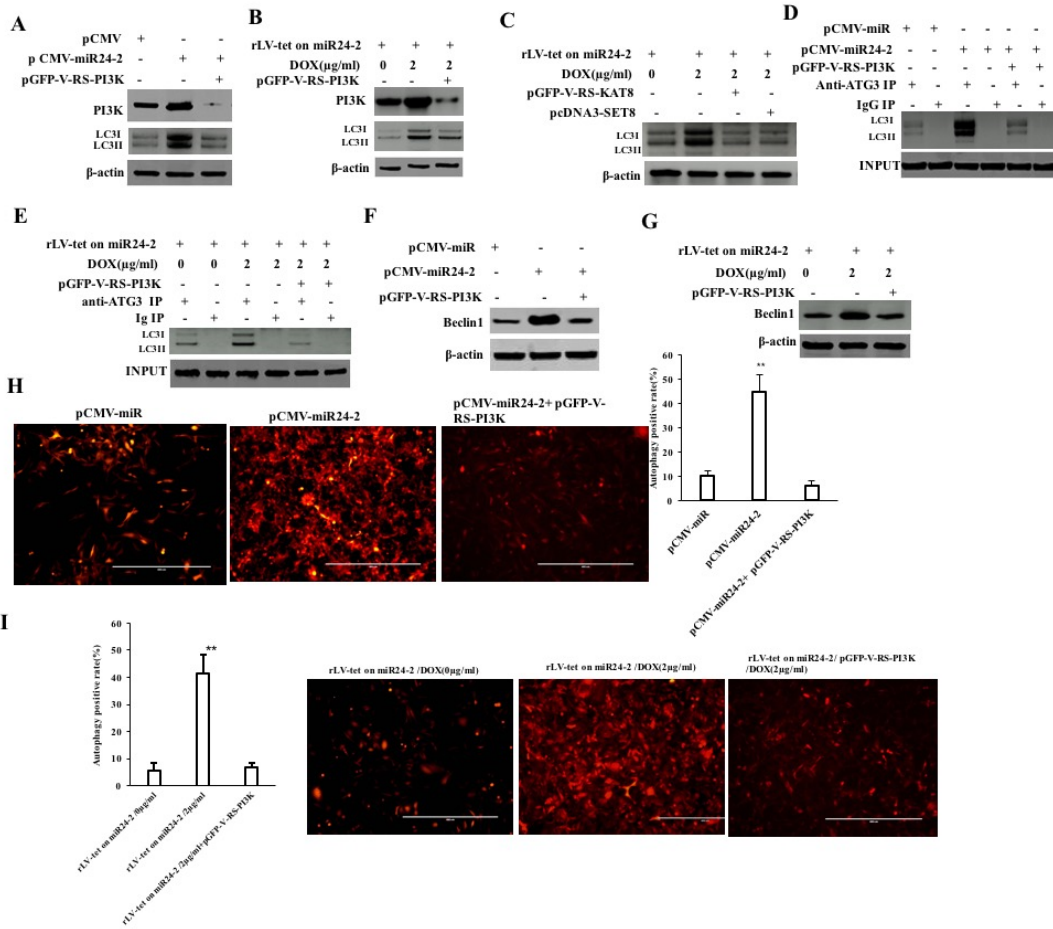 A
pCMV + - -
p CMV-miR24-2 - + +
pGFP-V-RS-PI3K - - +
PI3K
LC3I
LC3II
β-actin
B
rLV-tet on miR24-2 + + +
DOX(μg/ml) 0 2 2
pGFP-V-RS-PI3K - - +
PI3K
LC3I
LC3II
β-actin
C
rLV-tet on miR24-2 + + + +
DOX(μg/ml) 0 2 2 2
pGFP-V-RS-KAT8 - - + -
pcDNA3-SET8 - - - +
LC3I
LC3II
β-actin
D
pCMV-miR + + - - - -
pCMV-miR24-2 - - + + + +
pGFP-V-RS-PI3K - - - - + +
Anti-ATG3 IP + - + - + -
IgG IP - + - + - +
LC3I
LC3II
INPUT
E
rLV-tet on miR24-2 + + + + + +
DOX(μg/ml) 0 0 2 2 2 2
pGFP-V-RS-PI3K - - - - + +
anti-ATG3 IP + - + - + -
Ig IP - + - + - +
LC3I
LC3II
INPUT
F
pCMV-miR + - -
pCMV-miR24-2 - + +
pGFP-V-RS-PI3K - - +
Beclin1
β-actin
G
rLV-tet on miR24-2 + + +
DOX(μg/ml) 0 2 2
pGFP-V-RS-PI3K - - +
Beclin1
β-actin
H
pCMV-miR
pCMV-miR24-2
pCMV-miR24-2+ pGFP-V-
RS-PI3K
Autophagy positive rate(%)
60
50
40
30
20
10
0
**
pCMV-miR
pCMV-miR24-2
pCMV-miR24-2+ pGFP-V-RS-PI3K
I
Autophagy positive rate(%)
60
50
40
30
20
10
0
**
rLV-tet on miR24-2 /0μg/ml
rLV-tet on miR24-2 /2μg/ml
rLV-tet on miR24-2 /2μg/ml+pGFP-V-RS-PI3K
rLV-tet on miR24-2 /DOX(0μg/ml)
rLV-tet on miR24-2 /DOX(2μg/ml)
rLV-tet on miR24-2/ pGFP-V-RS-PI3K
/DOX(2μg/ml)